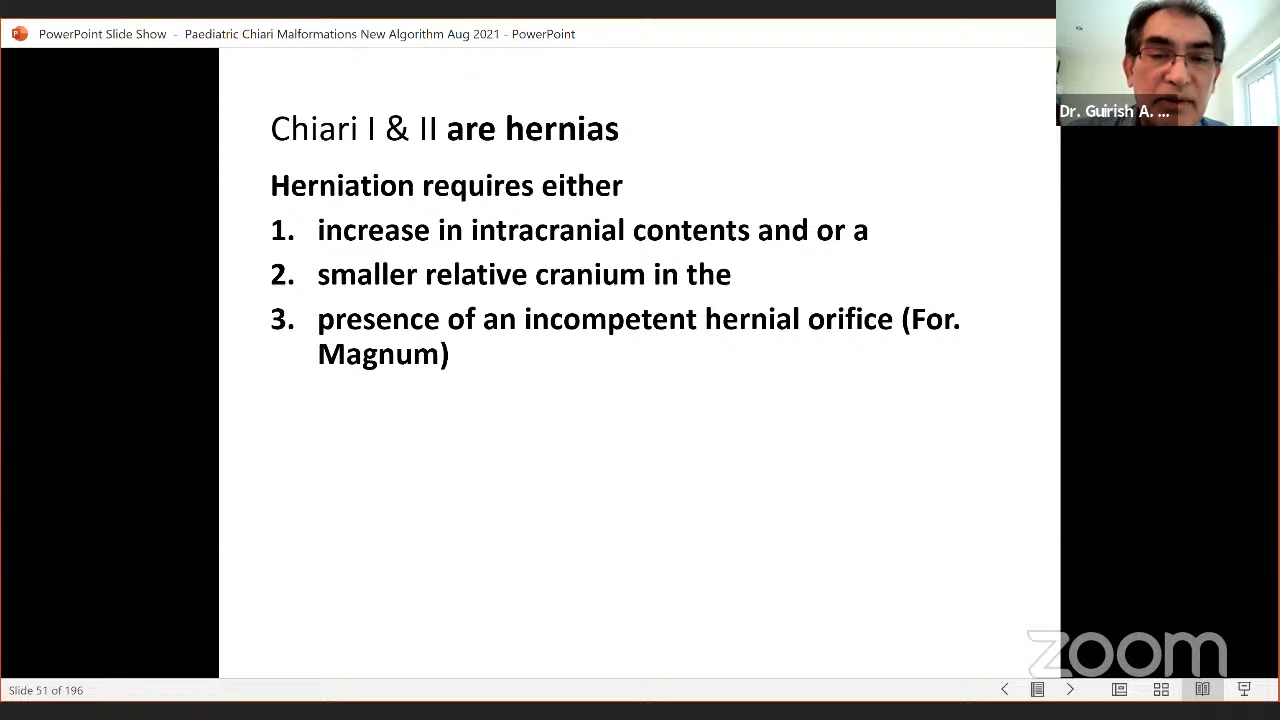 PowerPoint Slide Show - Paediatric Chiari Malformations New Algorithm Aug 2021 - PowerPoint
Dr. Guirish A. ...
Chiari I & II are hernias
Herniation requires either
1. increase in intracranial contents and or a
2. smaller relative cranium in the
3. presence of an incompetent hernial orifice (For.
Magnum)
zoom
Slide 51 of 196